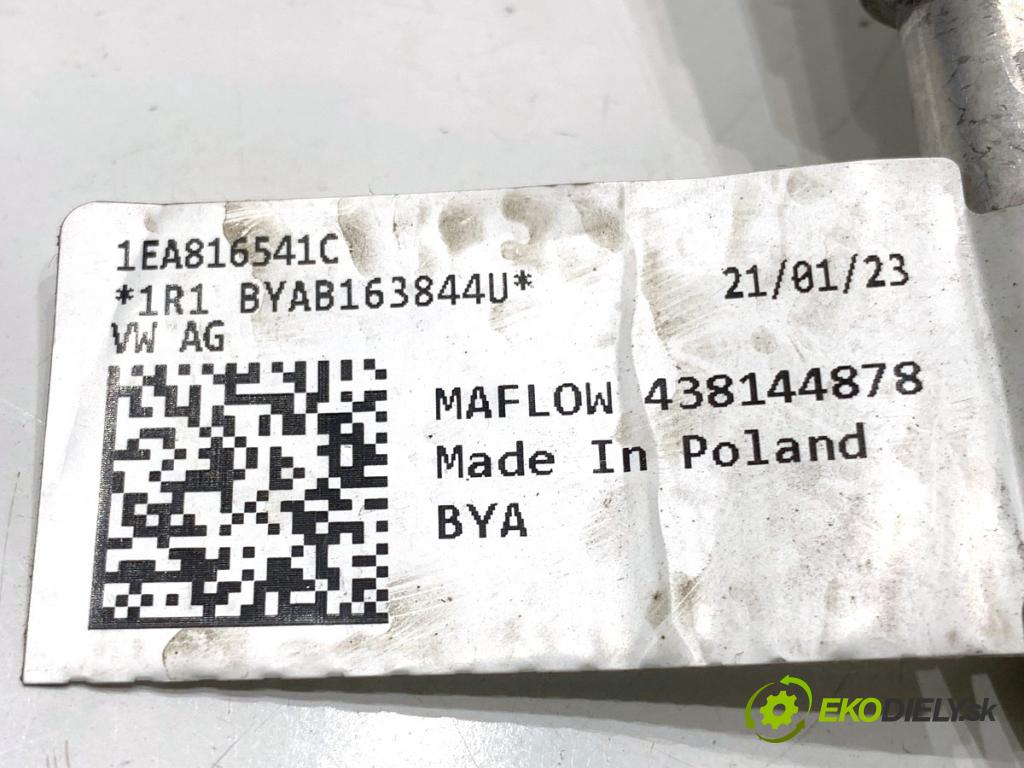 1EA816541C
*1R1 BYAB163844U*
21/01/23
VW AG
MAFLOW 438144878
Made In Poland
BYA
EKODIELY.sk